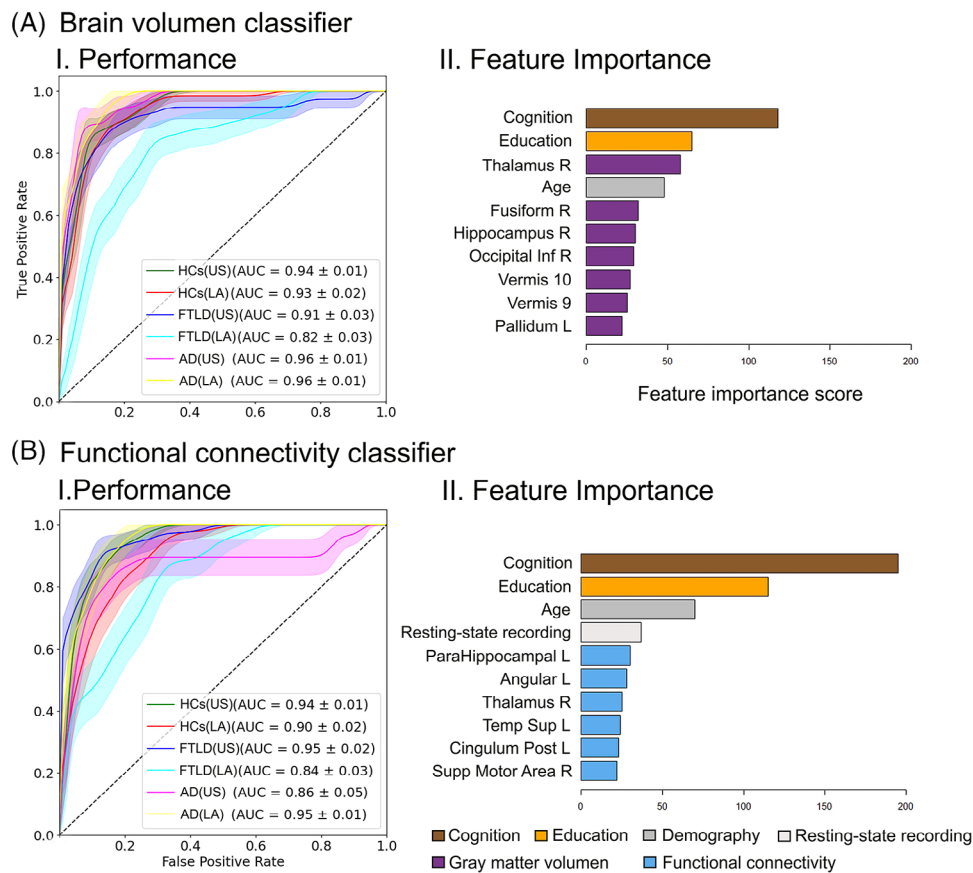 (A) Brain volumen classifier
I. Performance
II. Feature Importance
True Positive Rate
1.0
0.8
0.6
0.4
0.2
0.0
0.2 0.4 0.6 0.8 1.0
HCs(US)(AUC = 0.94 ± 0.01)
HCs(LA)(AUC = 0.93 ± 0.02)
FTLD(US)(AUC = 0.91 ± 0.03)
FTLD(LA)(AUC = 0.82 ± 0.03)
AD(US) (AUC = 0.96 ± 0.01)
AD(LA) (AUC = 0.96 ± 0.01)
Cognition
Education
Thalamus R
Age
Fusiform R
Hippocampus R
Occipital Inf R
Vermis 10
Vermis 9
Pallidum L
0 50 100 150 200
Feature importance score
(B) Functional connectivity classifier
I.Performance
II. Feature Importance
1.0
0.8
0.6
0.4
0.2
0.0
0.2 0.4 0.6 0.8 1.0
False Positive Rate
HCs(US)(AUC = 0.94 ± 0.01)
HCs(LA)(AUC = 0.90 ± 0.02)
FTLD(US)(AUC = 0.95 ± 0.02)
FTLD(LA)(AUC = 0.84 ± 0.03)
AD(US) (AUC = 0.86 ± 0.05)
AD(LA) (AUC = 0.95 ± 0.01)
Cognition
Education
Age
Resting-state recording
ParaHippocampal L
Angular L
Thalamus R
Temp Sup L
Cingulum Post L
Supp Motor Area R
0 50 100 150 200
Cognition Education Demography Resting-state recording
Gray matter volumen Functional connectivity